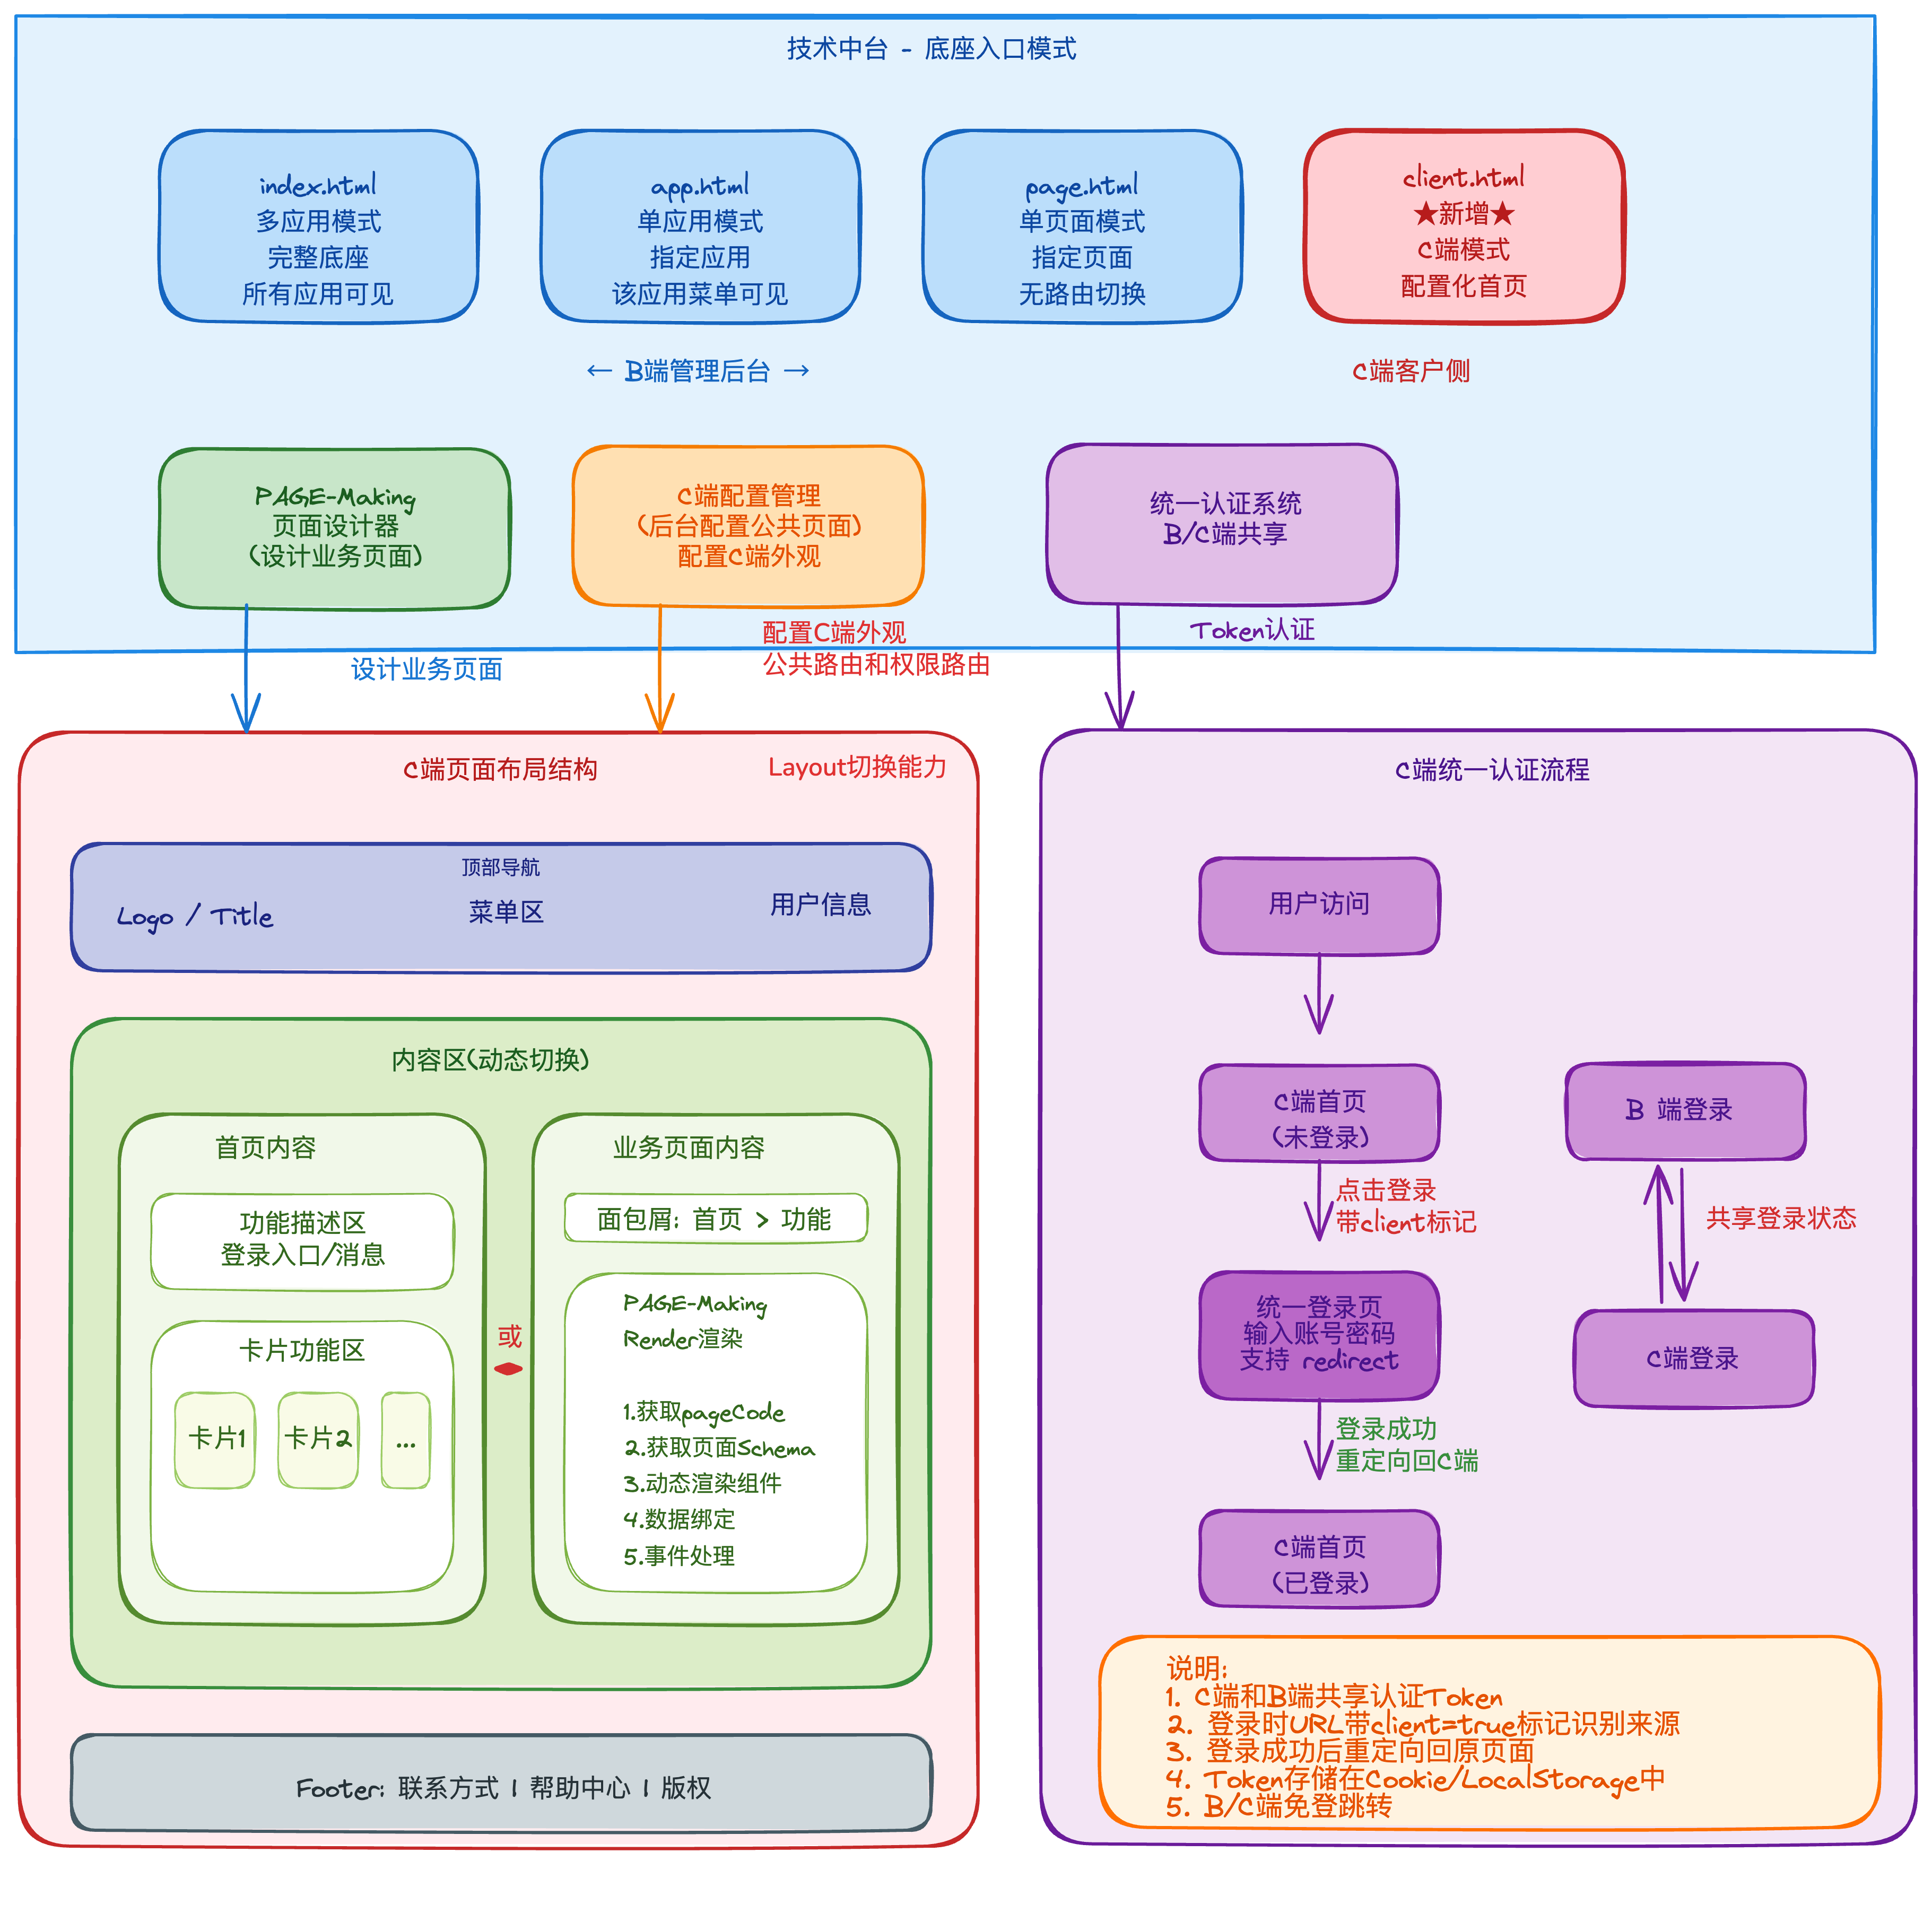 技术中台 - 底座入口模式
index.html
多应用模式
完整底座
所有应用可见
app.html
单应用模式
指定应用
该应用菜单可见
page.html
单页面模式
指定页面
无路由切换
client.html
★新增★
C端模式
配置化首页
← B端管理后台 →
C端客户侧
PAGE-Making
页面设计器
(设计业务页面)
C端配置管理
(后台配置公共页面)
配置C端外观
统一认证系统
B/C端共享
设计业务页面
配置C端外观
公共路由和权限路由
Token认证
C端页面布局结构
Layout切换能力
顶部导航
Logo / Title
菜单区
用户信息
内容区(动态切换)
首页内容
功能描述区
登录入口/消息
卡片功能区
卡片1
卡片2
...
或
业务页面内容
面包屑: 首页 > 功能
PAGE-Making
Render渲染
1.获取pageCode
2.获取页面Schema
3.动态渲染组件
4.数据绑定
5.事件处理
Footer: 联系方式 | 帮助中心 | 版权
C端统一认证流程
用户访问
C端首页
(未登录)
点击登录
带client标记
统一登录页
输入账号密码
支持 redirect
登录成功
重定向回C端
C端首页
(已登录)
B 端登录
共享登录状态
C端登录
说明:
1. C端和B端共享认证Token
2. 登录时URL带client=true标记识别来源
3. 登录成功后重定向回原页面
4. Token存储在Cookie/LocalStorage中
5. B/C端免登跳转